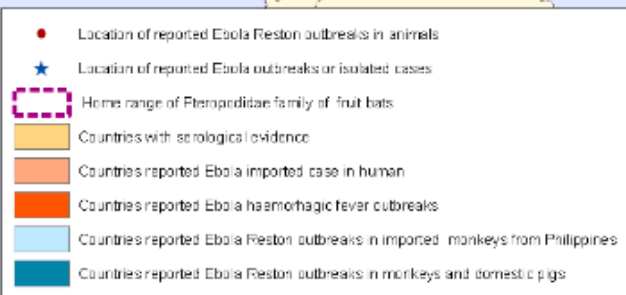 Location of reported Ebola Reston outbreaks in animals
Location of reported Ebola outbreaks or isolated cases
Home range of Pteropodidae family of fruit bats
Countries with serological evidence
Countries reported Ebola imported case in human
Countries reported Ebola haemorhagic fever outbreaks
Countries reported Ebola Reston outbreaks in imported monkeys from Philippines
Countries reported Ebola Reston outbreaks in monkeys and domestic pigs